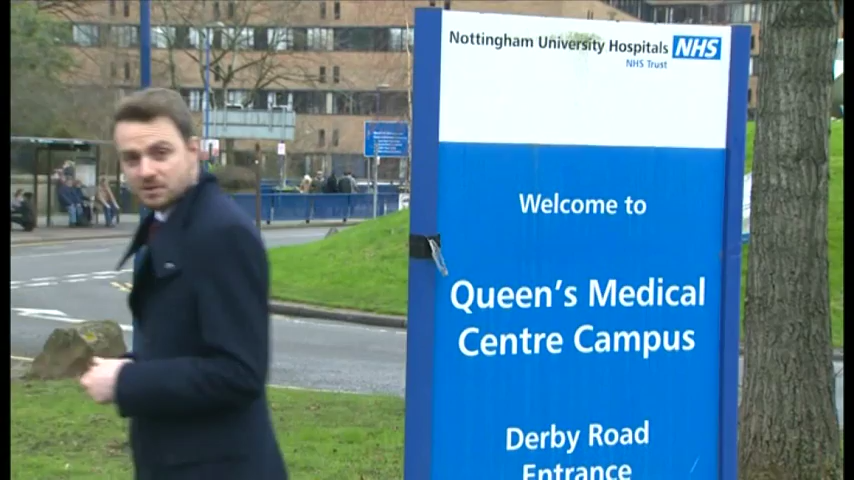 Nottingham University Hospitals NHS
NHS Trust
Welcome to
Queen's Medical
Centre Campus
Derby Road
Entrance